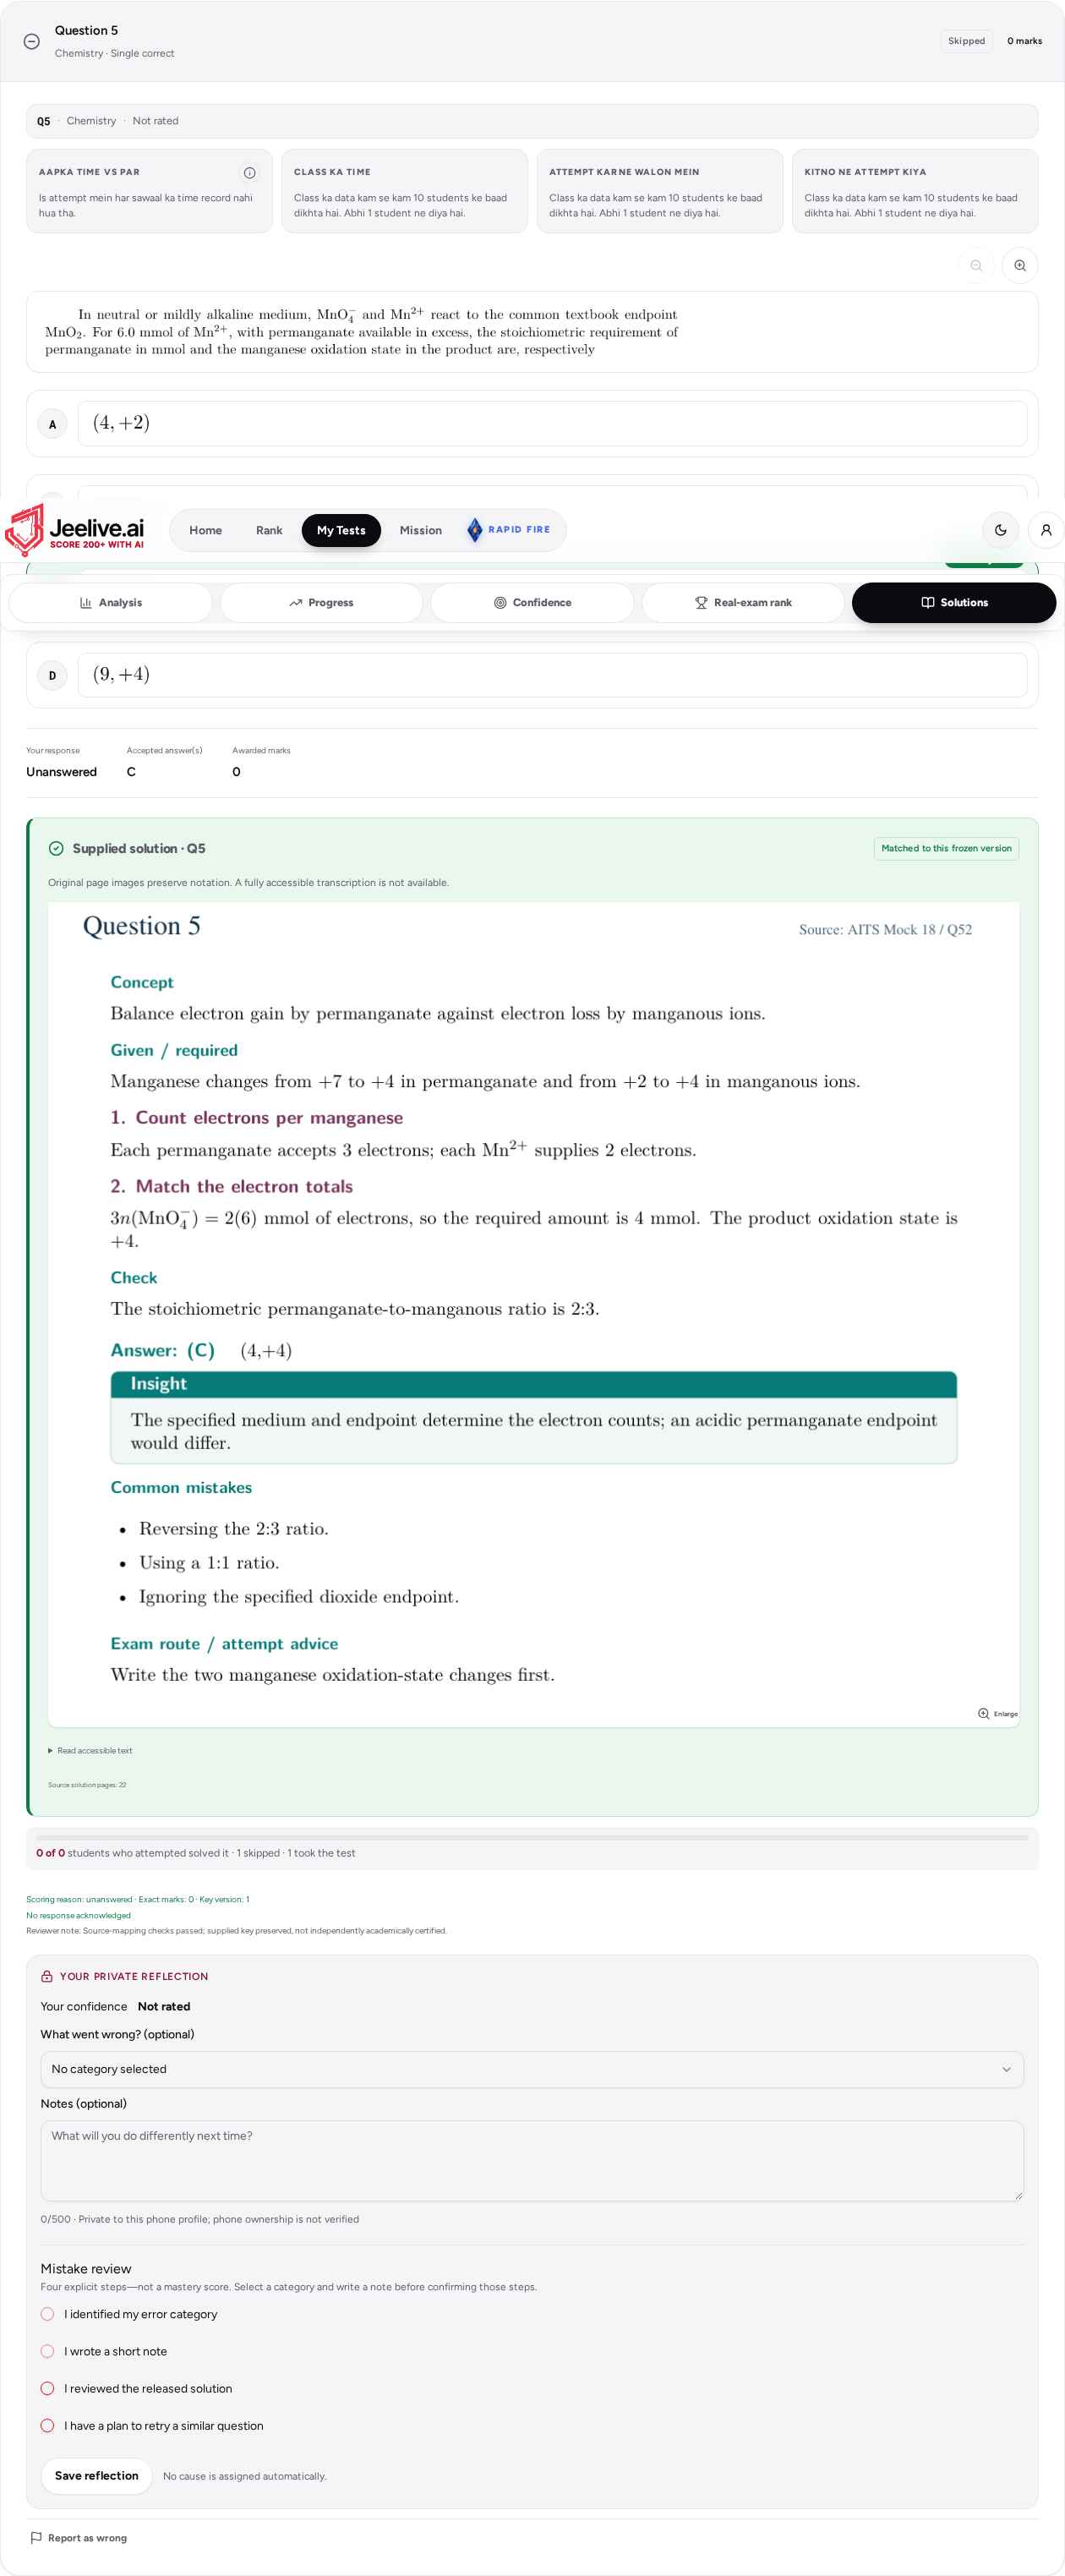 Question 5
Chemistry · Single correct
Skipped
0 marks
Q5 · Chemistry · Not rated
AAPKA TIME VS PAR
Is attempt mein har sawaal ka time record nahi
hua tha.
CLASS KA TIME
Class ka data kam se kam 10 students ke baad
dikhta hai. Abhi 1 student ne diya hai.
ATTEMPT KARNE WALON MEIN
Class ka data kam se kam 10 students ke baad
dikhta hai. Abhi 1 student ne diya hai.
KITNO NE ATTEMPT KIYA
Class ka data kam se kam 10 students ke baad
dikhta hai. Abhi 1 student ne diya hai.
In neutral or mildly alkaline medium, MnO₄⁻ and Mn²⁺ react to the common textbook endpoint
MnO₂. For 6.0 mmol of Mn²⁺, with permanganate available in excess, the stoichiometric requirement of
permanganate in mmol and the manganese oxidation state in the product are, respectively
A
(4, +2)
Jeelive.ai
SCORE 200+ WITH AI
Home
Rank
My Tests
Mission
RAPID FIRE
Analysis
Progress
Confidence
Real-exam rank
Solutions
D
(9, +4)
Your response
Unanswered
Accepted answer(s)
C
Awarded marks
0
Supplied solution · Q5
Matched to this frozen version
Original page images preserve notation. A fully accessible transcription is not available.
Question 5
Source: AITS Mock 18 / Q52
Concept
Balance electron gain by permanganate against electron loss by manganous ions.
Given / required
Manganese changes from +7 to +4 in permanganate and from +2 to +4 in manganous ions.
1. Count electrons per manganese
Each permanganate accepts 3 electrons; each Mn²⁺ supplies 2 electrons.
2. Match the electron totals
3n(MnO₄⁻) = 2(6) mmol of electrons, so the required amount is 4 mmol. The product oxidation state is
+4.
Check
The stoichiometric permanganate-to-manganous ratio is 2:3.
Answer: (C) (4,+4)
Insight
The specified medium and endpoint determine the electron counts; an acidic permanganate endpoint
would differ.
Common mistakes
• Reversing the 2:3 ratio.
• Using a 1:1 ratio.
• Ignoring the specified dioxide endpoint.
Exam route / attempt advice
Write the two manganese oxidation-state changes first.
Enlarge
Read accessible text
Source solution pages: 22
0 of 0 students who attempted solved it · 1 skipped · 1 took the test
Scoring reason: unanswered · Exact marks: 0 · Key version: 1
No response acknowledged
Reviewer note: Source-mapping checks passed; supplied key preserved, not independently academically certified.
YOUR PRIVATE REFLECTION
Your confidence Not rated
What went wrong? (optional)
No category selected
Notes (optional)
What will you do differently next time?
0/500 · Private to this phone profile; phone ownership is not verified
Mistake review
Four explicit steps—not a mastery score. Select a category and write a note before confirming those steps.
I identified my error category
I wrote a short note
I reviewed the released solution
I have a plan to retry a similar question
Save reflection
No cause is assigned automatically.
Report as wrong